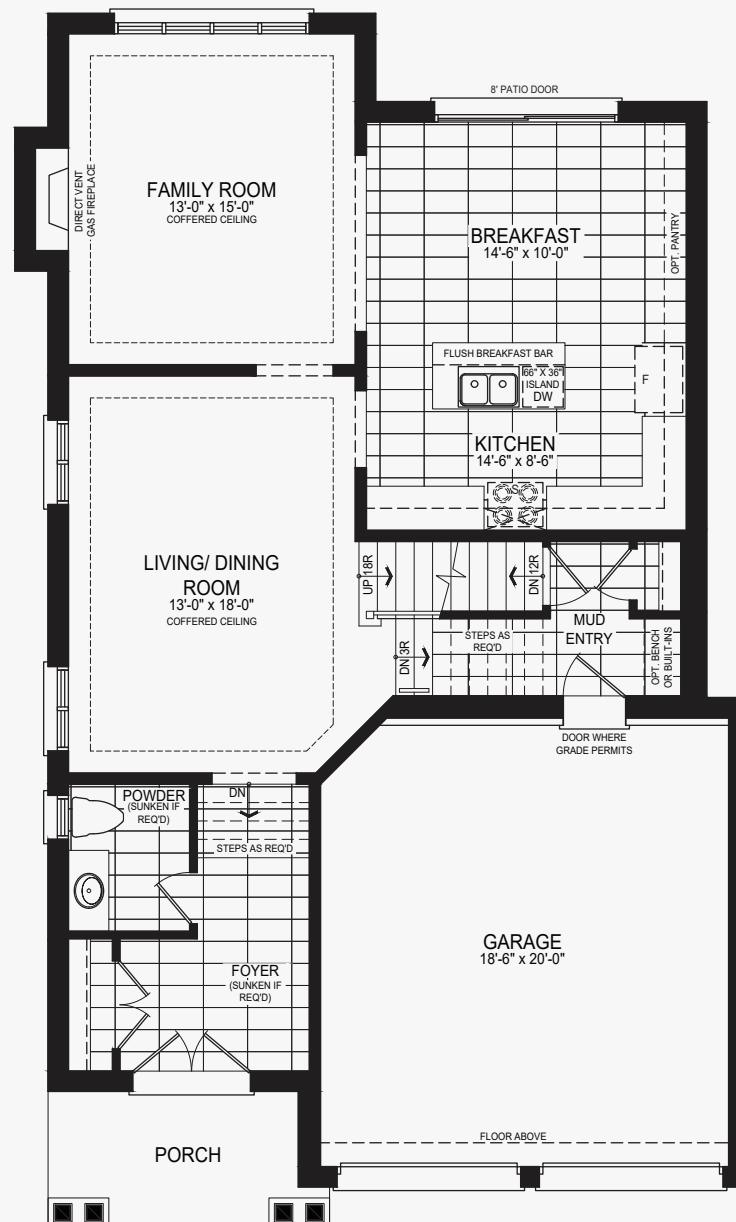 8' PATIO DOOR
FAMILY ROOM
13'-0" x 15'-0"
COFFERED CEILING
DIRECT VENT
GAS FIREPLACE
BREAKFAST
14'-6" x 10'-0"
OPT. PANTRY
FLUSH BREAKFAST BAR
66" X 36"
ISLAND
DW
F
KITCHEN
14'-6" x 8'-6"
S
LIVING/ DINING
ROOM
13'-0" x 18'-0"
COFFERED CEILING
UP 18R
DN 12R
MUD
ENTRY
STEPS AS
REQ'D
DN 3R
OPT. BENCH
OR BUILT-INS
DOOR WHERE
GRADE PERMITS
POWDER
(SUNKEN IF
REQ'D)
DN
STEPS AS REQ'D
FOYER
(SUNKEN IF
REQ'D)
GARAGE
18'-6" x 20'-0"
FLOOR ABOVE
PORCH